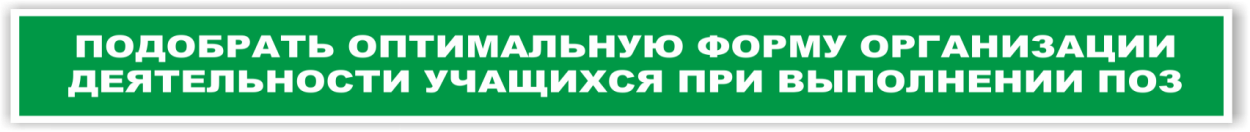 ПОДОБРАТЬ ОПТИМАЛЬНУЮ ФОРМУ ОРГАНИЗАЦИИ
ДЕЯТЕЛЬНОСТИ УЧАЩИХСЯ ПРИ ВЫПОЛНЕНИИ ПОЗ